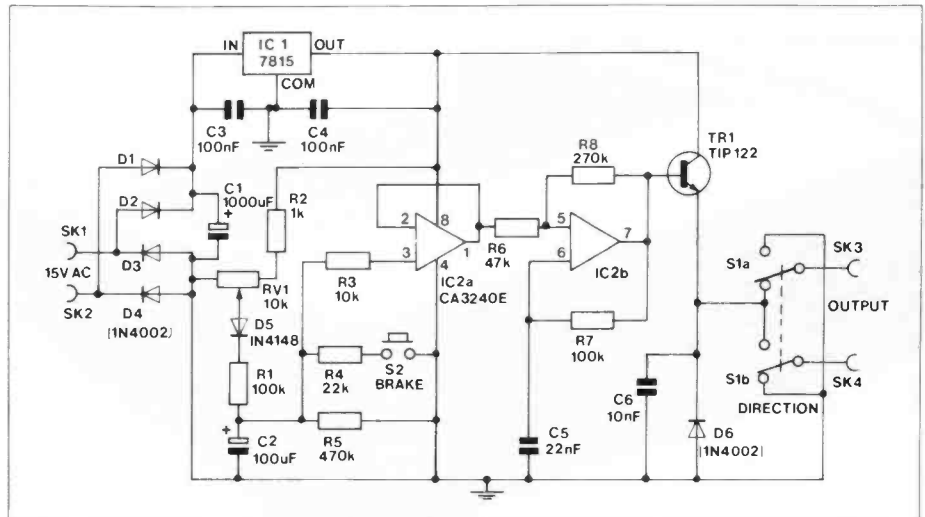 IN
IC 1
7815
OUT
COM
C3
100nF
C4
100nF
D1
D2
C1
1000uF
+
R2
1k
SK1
15V AC
SK2
D3
D4
(1N4002)
RV1
10k
D5
IN4148
R1
100k
+
C2
100uF
R3
10k
R4
22k
S2
BRAKE
R5
470k
2
3
8
4
1
IC2a
CA3240E
R6
47k
R8
270k
5
6
7
IC2b
R7
100k
C5
22nF
TR1
TIP122
C6
10nF
D6
(1N4002)
S1a
SK3
OUTPUT
S1b
SK4
DIRECTION